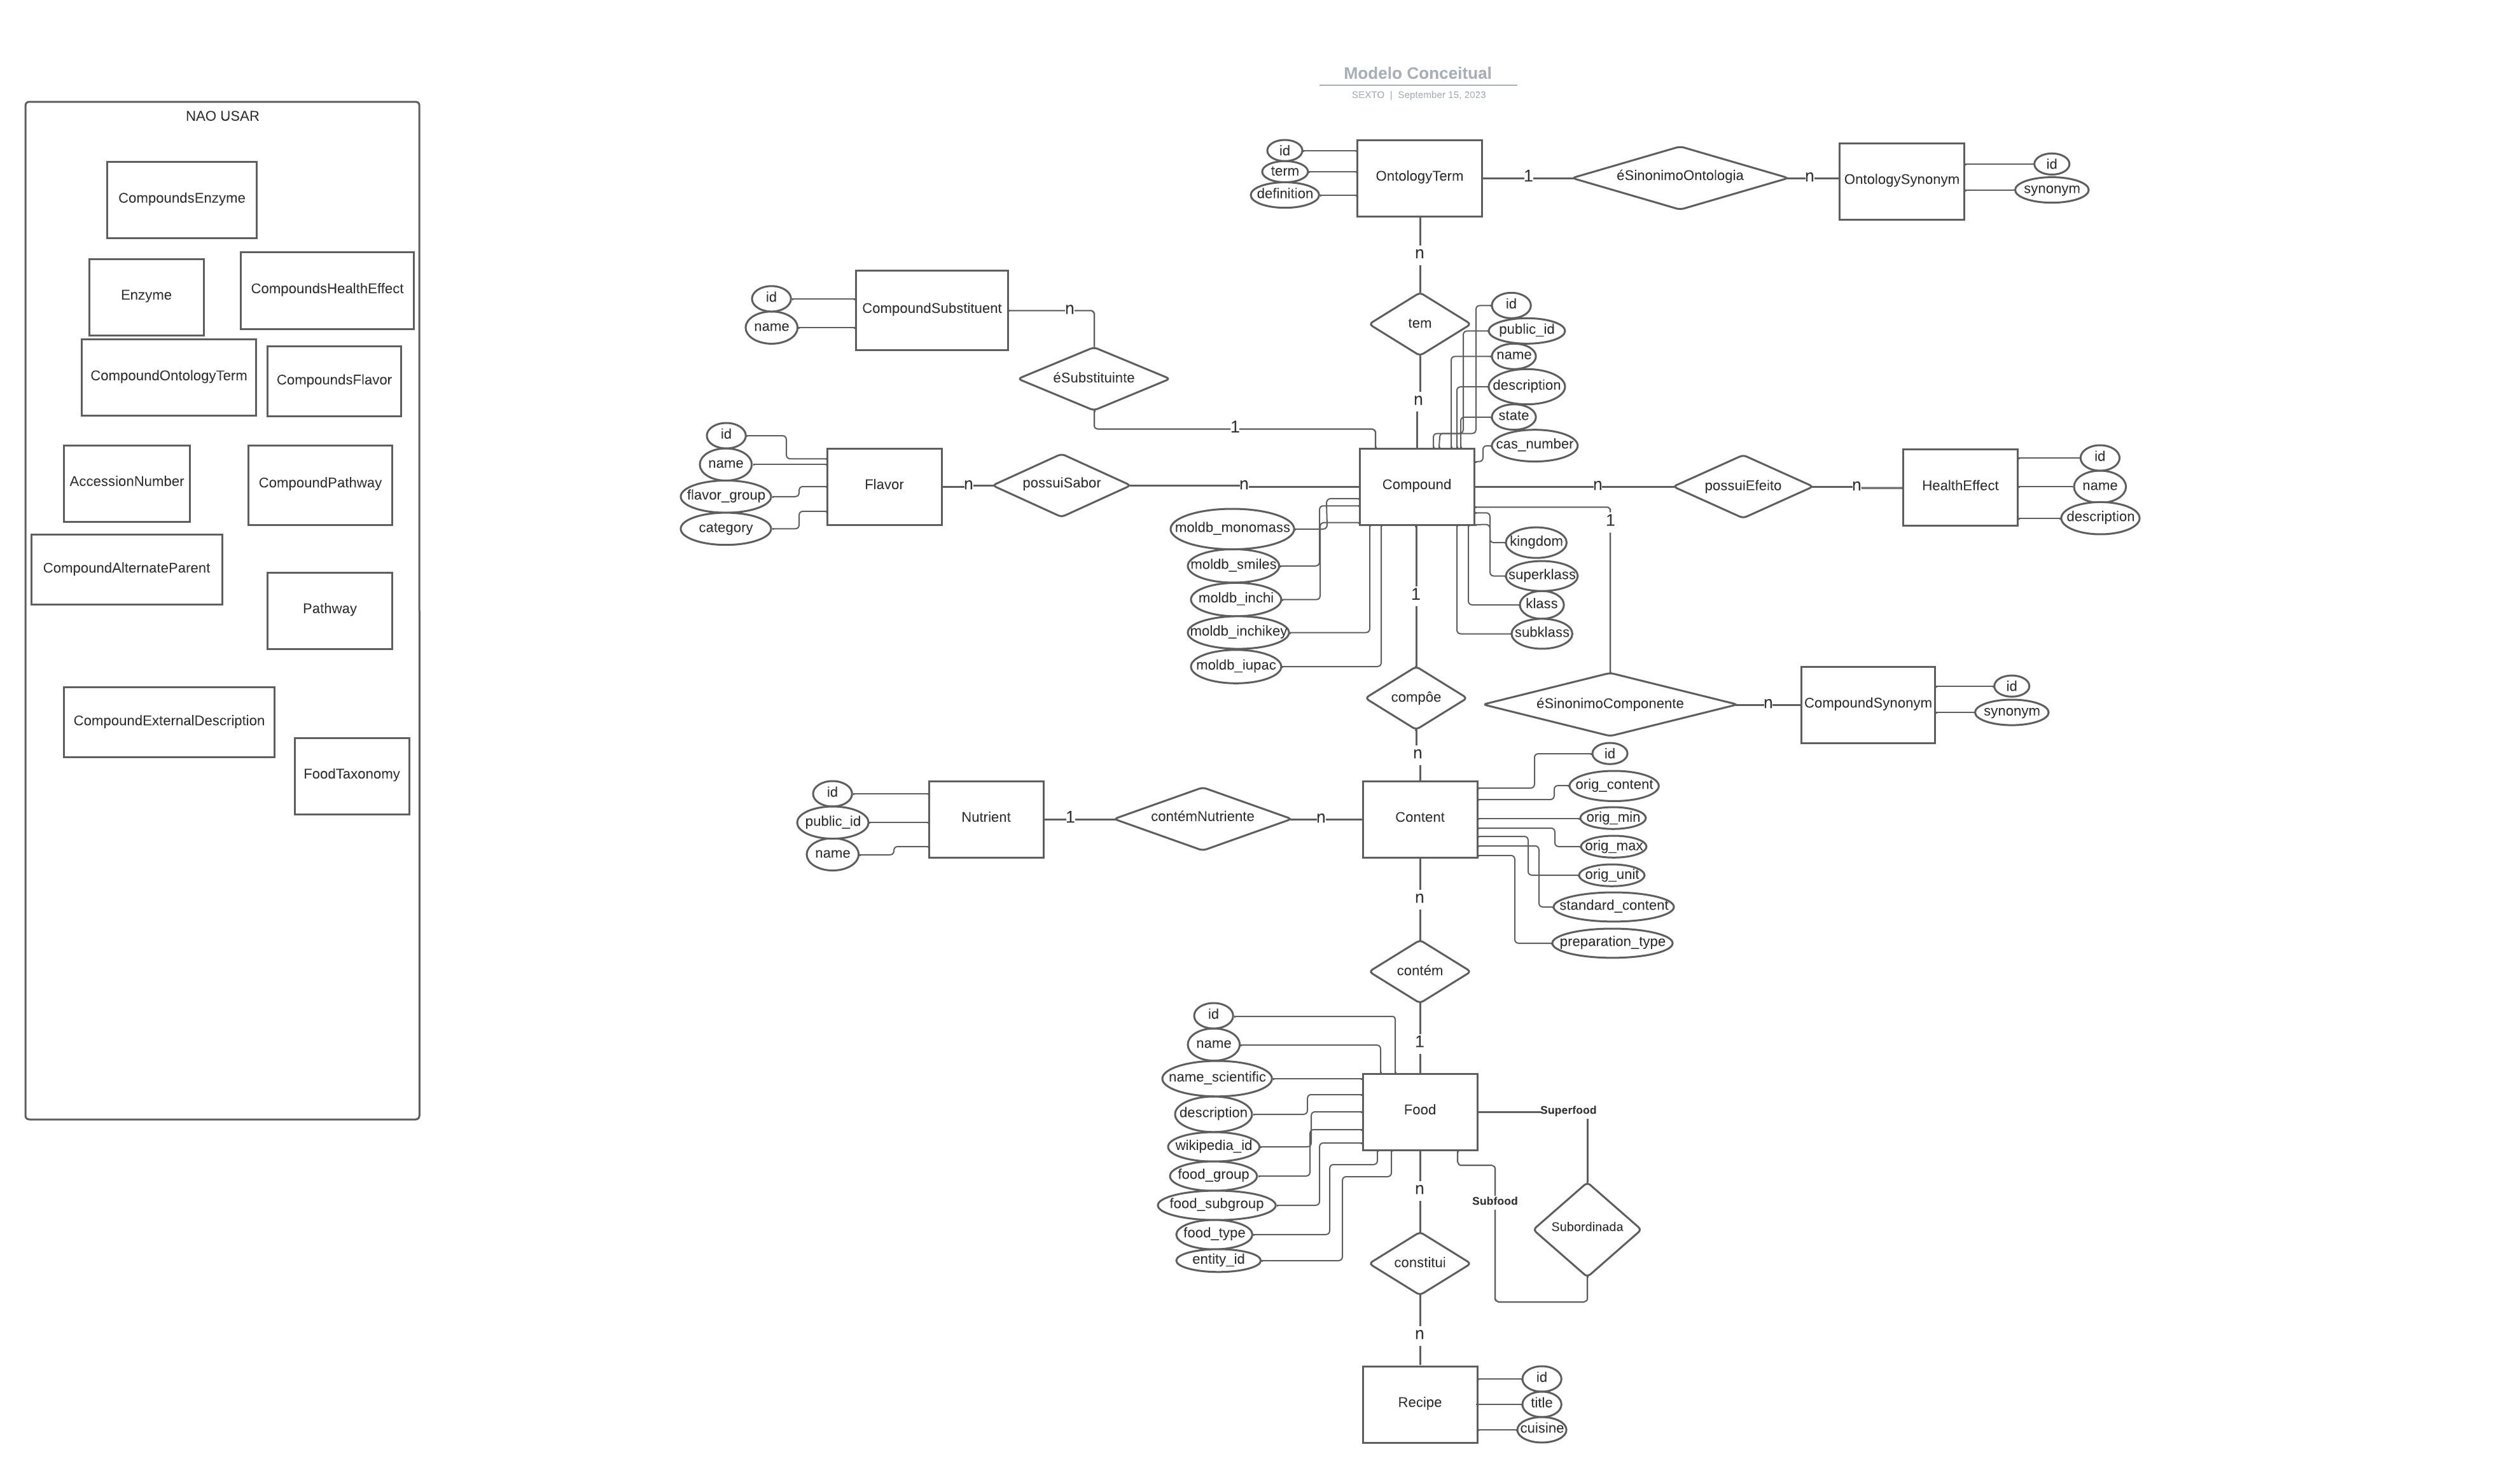 Modelo Conceitual
SEXTO | September 15, 2023
NAO USAR
CompoundsEnzyme
Enzyme
CompoundsHealthEffect
CompoundOntologyTerm
CompoundsFlavor
AccessionNumber
CompoundPathway
CompoundAlternateParent
Pathway
CompoundExternalDescription
FoodTaxonomy
id
term
definition
OntologyTerm
1
éSinonimoOntologia
n
OntologySynonym
id
synonym
n
tem
n
id
name
CompoundSubstituent
n
éSubstituinte
1
id
public_id
name
description
state
cas_number
id
name
flavor_group
category
Flavor
n
possuiSabor
n
Compound
n
possuiEfeito
n
HealthEffect
id
name
description
moldb_monomass
moldb_smiles
moldb_inchi
moldb_inchikey
moldb_iupac
kingdom
superklass
klass
subklass
1
1
compôe
n
éSinonimoComponente
n
CompoundSynonym
id
synonym
id
public_id
name
Nutrient
1
contémNutriente
n
Content
id
orig_content
orig_min
orig_max
orig_unit
standard_content
preparation_type
n
contém
1
id
name
name_scientific
description
wikipedia_id
food_group
food_subgroup
food_type
entity_id
Food
Superfood
Subfood
Subordinada
n
constitui
n
Recipe
id
title
cuisine